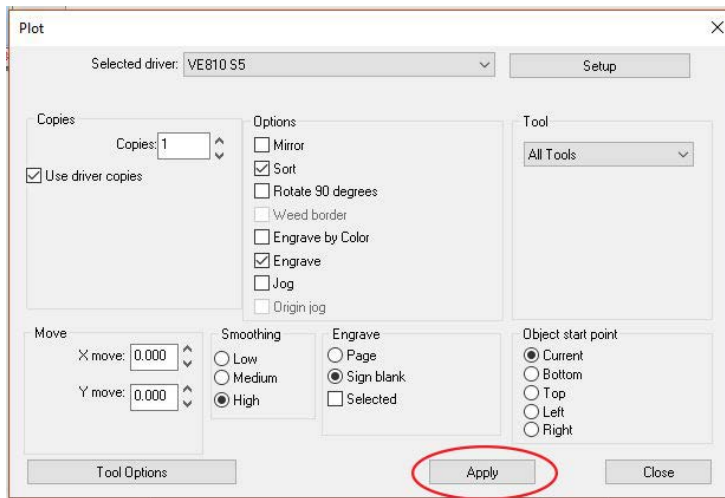 Plot
Selected driver: VE810 S5
Setup
Copies
Copies: 1
Use driver copies
Options
Mirror
Sort
Rotate 90 degrees
Weed border
Engrave by Color
Engrave
Jog
Origin jog
Tool
All Tools
Move
X move: 0.000
Y move: 0.000
Smoothing
Low
Medium
High
Engrave
Page
Sign blank
Selected
Object start point
Current
Bottom
Top
Left
Right
Tool Options
Apply
Close